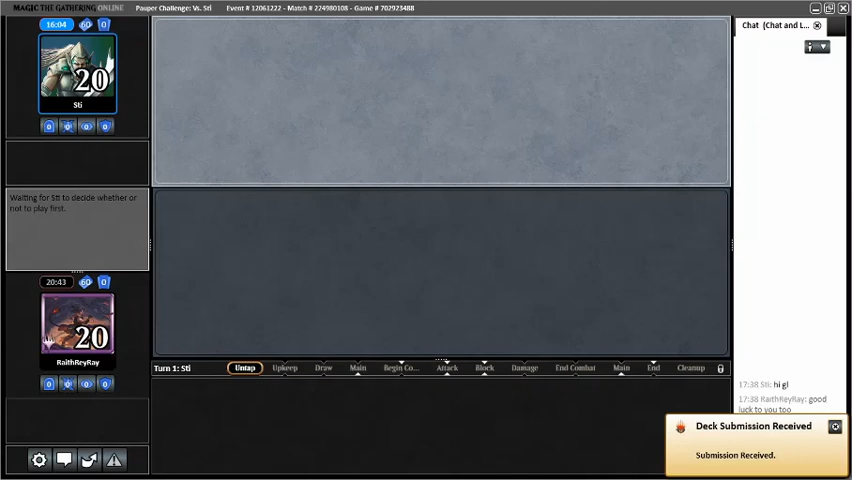 MAGIC THE GATHERING ONLINE Pauper Challenge: Vs. Sti Event # 12061222 - Match # 224980108 - Game # 702923488
16:04 60 0
20
Sti
0 0 0 0
Waiting for Sti to decide whether or
not to play first.
20:43 60 0
20
RaithReyRay
0 0 0 0
Turn 1: Sti Untap Upkeep Draw Main Begin Co... Attack Block Damage End Combat Main End Cleanup
Chat (Chat and L...
17:38 Sti: hi gl
17:38 RaithReyRay: good
luck to you too
Deck Submission Received
Submission Received.